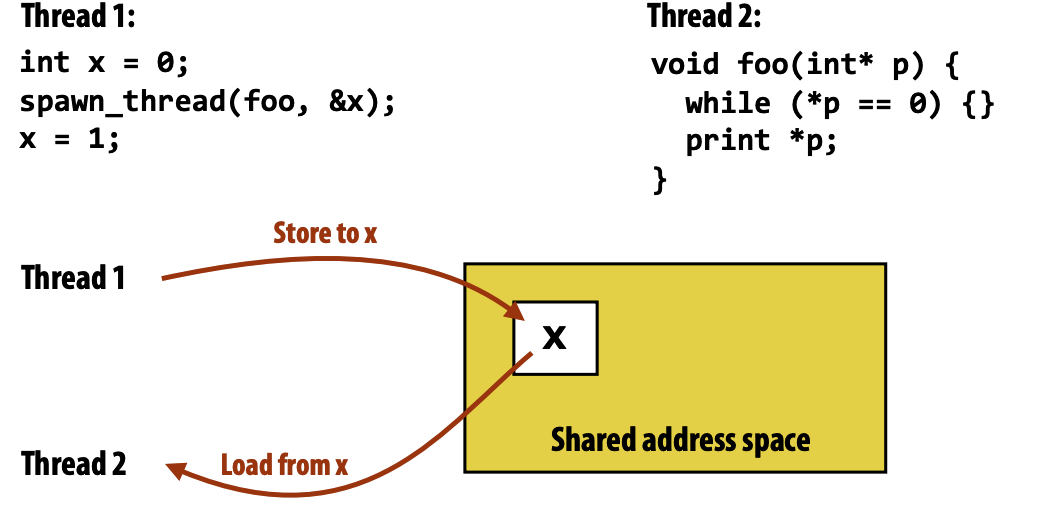 Thread 1:
int x = 0;
spawn_thread(foo, &x);
x = 1;
Thread 2:
void foo(int* p) {
  while (*p == 0) {}
  print *p;
}
Store to x
Thread 1
x
Shared address space
Thread 2
Load from x